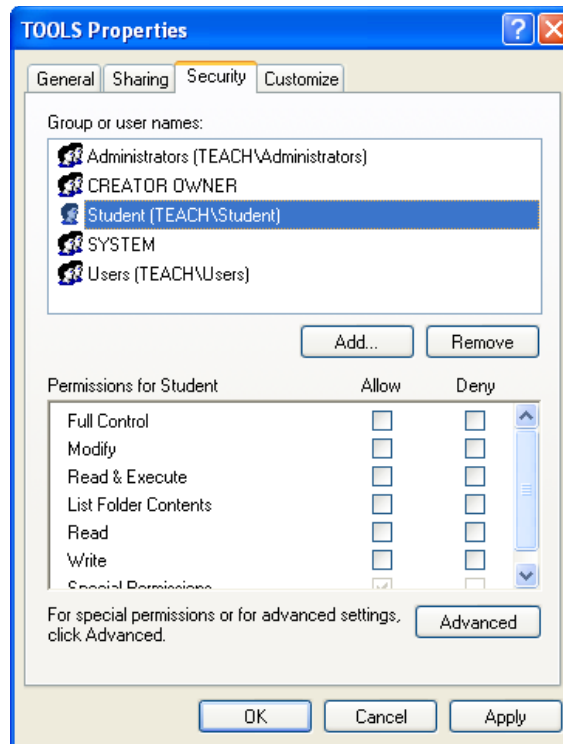 TOOLS Properties
General Sharing Security Customize
Group or user names:
Administrators (TEACH\Administrators)
CREATOR OWNER
Student (TEACH\Student)
SYSTEM
Users (TEACH\Users)
Add... Remove
Permissions for Student Allow Deny
Full Control
Modify
Read & Execute
List Folder Contents
Read
Write
Special Permissions
For special permissions or for advanced settings,
click Advanced.
Advanced
OK Cancel Apply